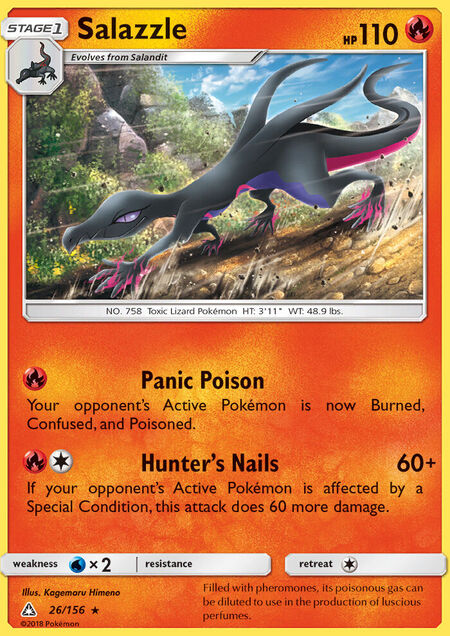 STAGE 1
Salazzle
HP 110
Evolves from Salandit
NO. 758 Toxic Lizard Pokémon HT: 3'11" WT: 48.9 lbs.
Panic Poison
Your opponent's Active Pokémon is now Burned,
Confused, and Poisoned.
Hunter's Nails 60+
If your opponent's Active Pokémon is affected by a
Special Condition, this attack does 60 more damage.
weakness × 2 resistance retreat
Illus. Kagemaru Himeno
26/156 ★
©2018 Pokémon
Filled with pheromones, its poisonous gas can
be diluted to use in the production of luscious
perfumes.